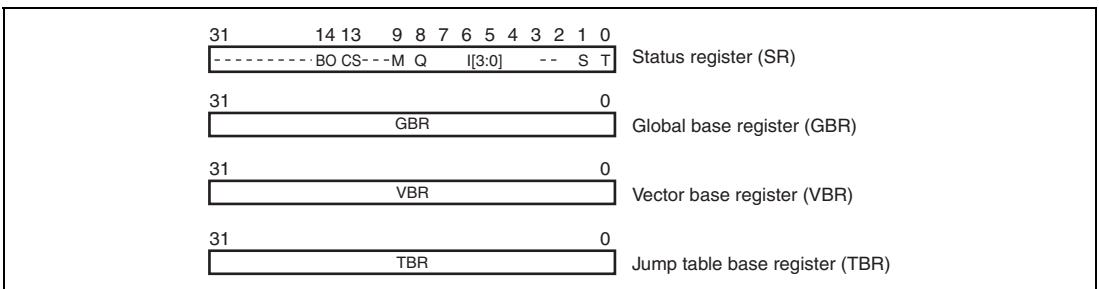 31 14 13 9 8 7 6 5 4 3 2 1 0
- - - - - - - - - - BO CS - - - M Q I[3:0] - - S T Status register (SR)
31 0
GBR Global base register (GBR)
31 0
VBR Vector base register (VBR)
31 0
TBR Jump table base register (TBR)